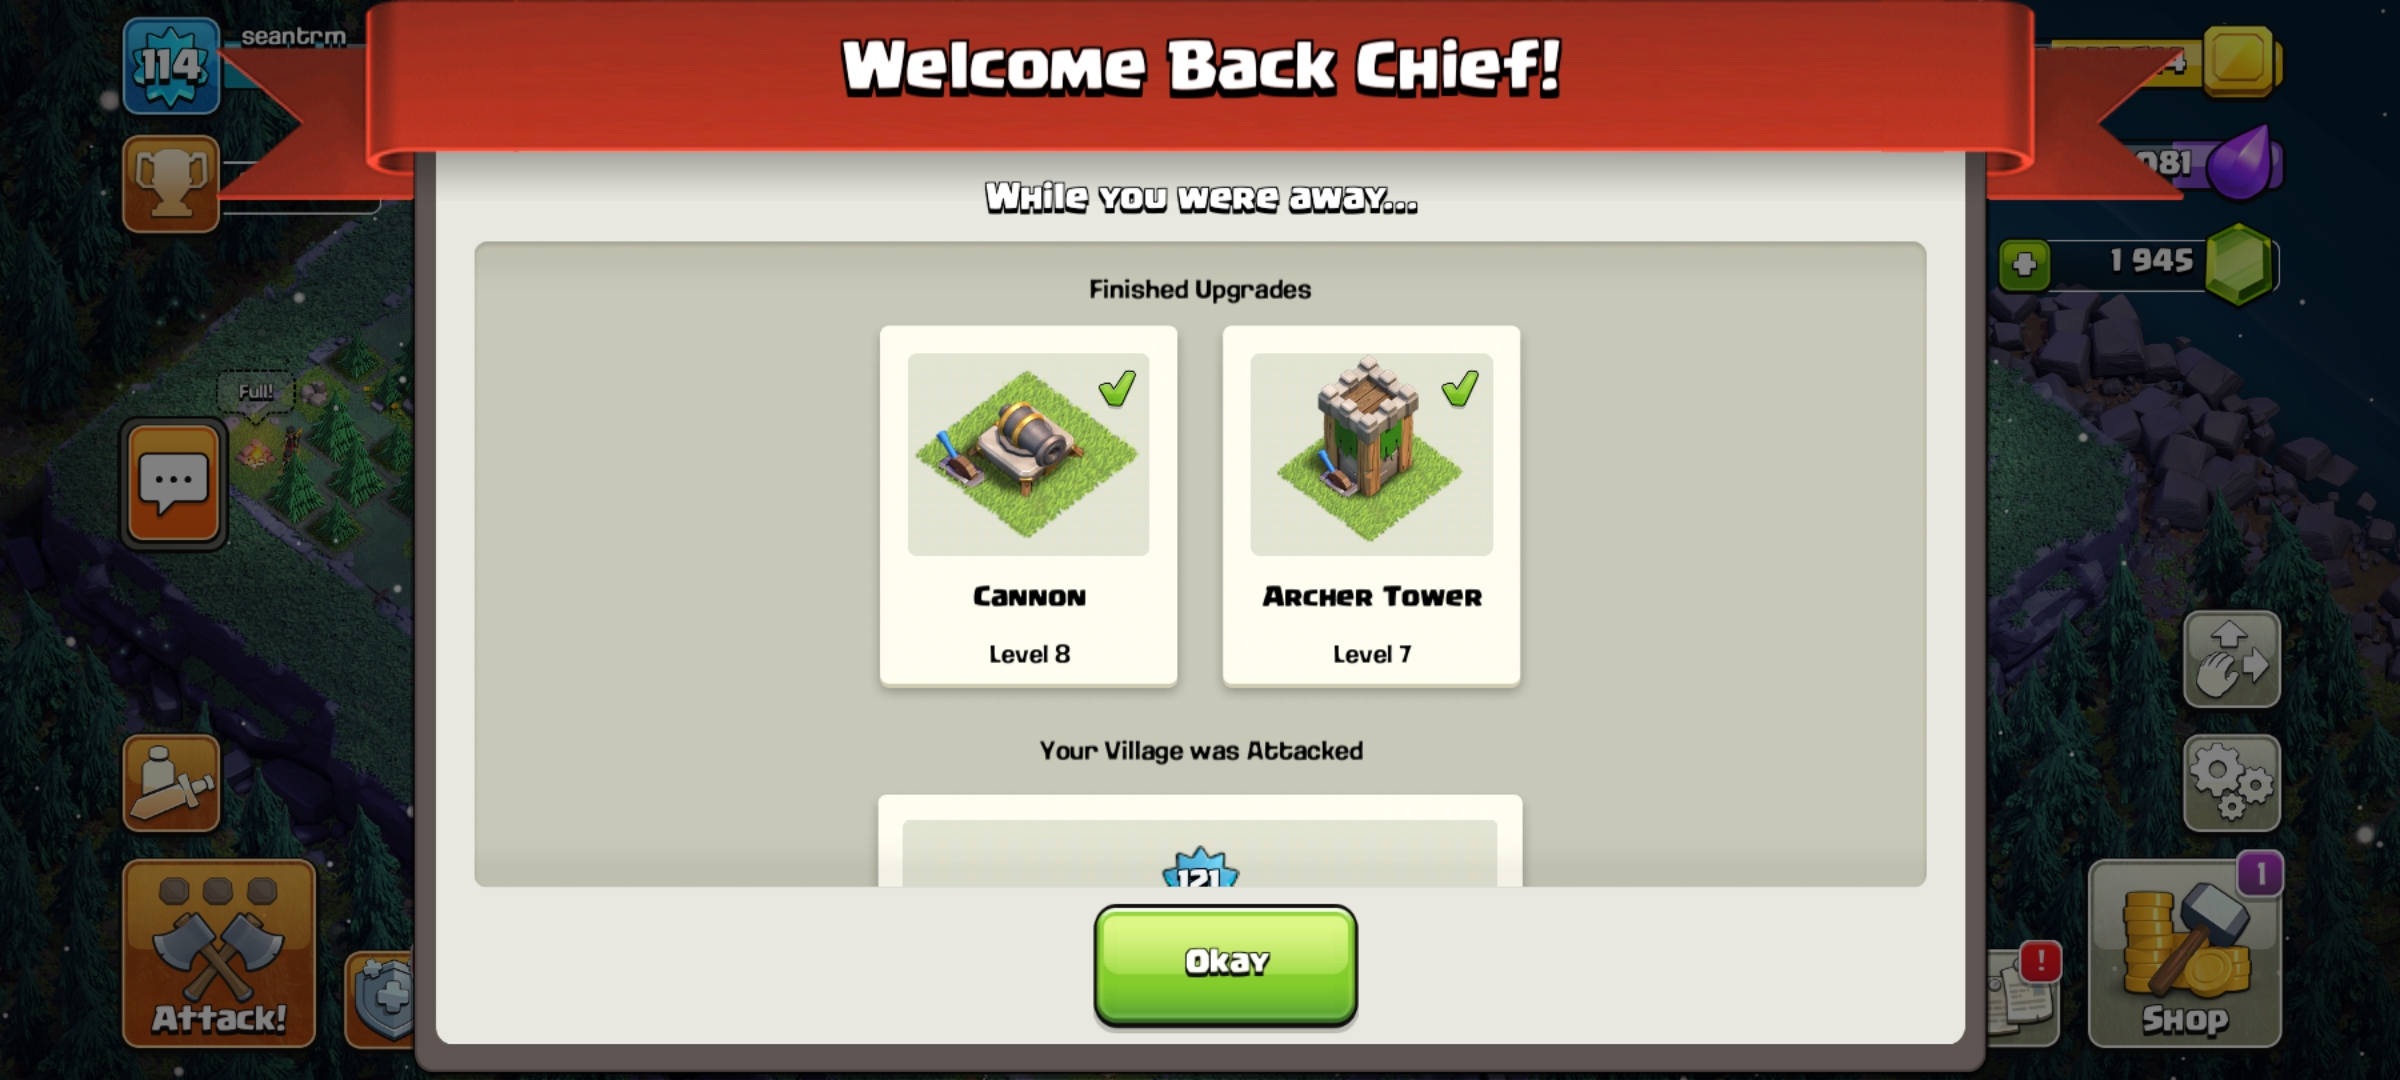 114
seantrm
Welcome Back Chief!
While you were away...
081
1 945
Finished Upgrades
Full!
Cannon
Archer Tower
Level 8
Level 7
Your Village was Attacked
121
1
Okay
!
Attack!
Shop